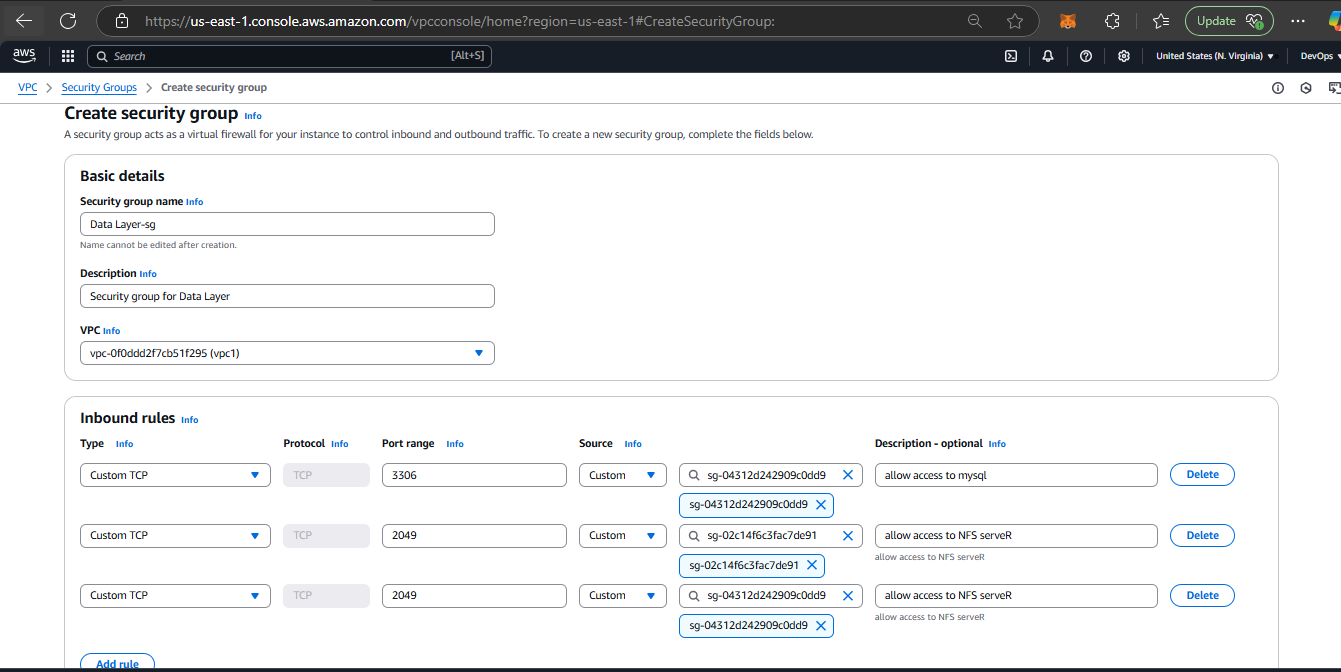 https://us-east-1.console.aws.amazon.com/vpcconsole/home?region=us-east-1#CreateSecurityGroup:
Update
aws
Search [Alt+S]
United States (N. Virginia)
DevOps
VPC > Security Groups > Create security group
Create security group Info
A security group acts as a virtual firewall for your instance to control inbound and outbound traffic. To create a new security group, complete the fields below.
Basic details
Security group name Info
Data Layer-sg
Name cannot be edited after creation.
Description Info
Security group for Data Layer
VPC Info
vpc-0f0ddd2f7cb51f295 (vpc1)
Inbound rules Info
Type Info Protocol Info Port range Info Source Info Description - optional Info
Custom TCP TCP 3306 Custom sg-04312d242909c0dd9 allow access to mysql Delete
sg-04312d242909c0dd9
Custom TCP TCP 2049 Custom sg-02c14f6c3fac7de91 allow access to NFS serveR Delete
allow access to NFS serveR
sg-02c14f6c3fac7de91
Custom TCP TCP 2049 Custom sg-04312d242909c0dd9 allow access to NFS serveR Delete
allow access to NFS serveR
sg-04312d242909c0dd9
Add rule